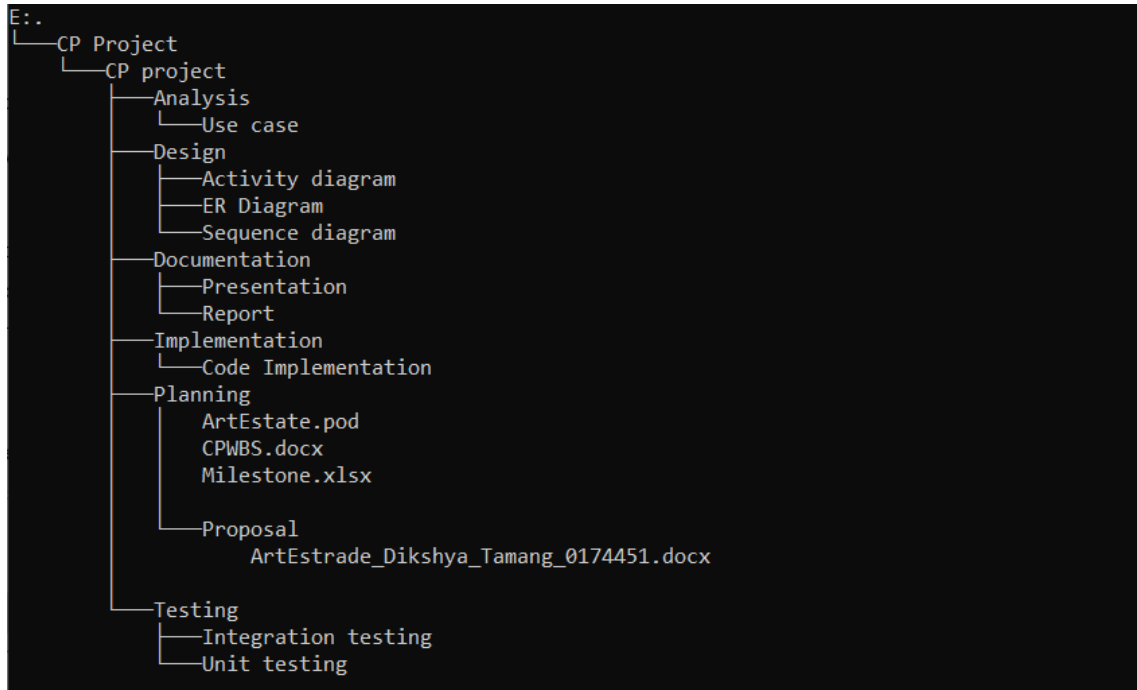 E:.
└───CP Project
    └───CP project
        ├───Analysis
        │   └───Use case
        ├───Design
        │   ├───Activity diagram
        │   ├───ER Diagram
        │   └───Sequence diagram
        ├───Documentation
        │   ├───Presentation
        │   └───Report
        ├───Implementation
        │   └───Code Implementation
        ├───Planning
        │   │   ArtEstate.pod
        │   │   CPWBS.docx
        │   │   Milestone.xlsx
        │   │
        │   └───Proposal
        │           ArtEstrade_Dikshya_Tamang_0174451.docx
        │
        └───Testing
            ├───Integration testing
            └───Unit testing